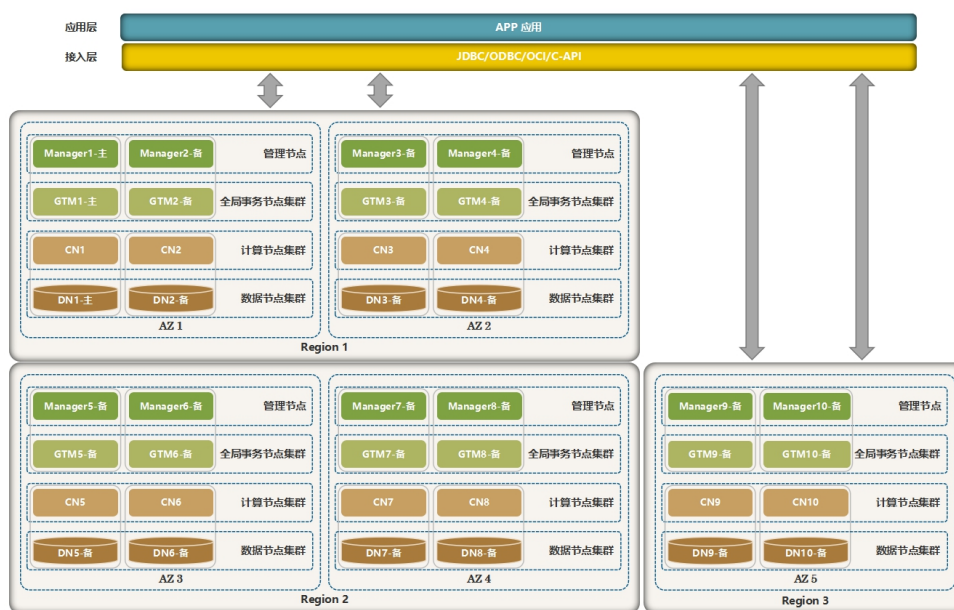 应用层
APP 应用
接入层
JDBC/ODBC/OCI/C-API
Manager1-主 Manager2-备 管理节点
GTM1-主 GTM2-备 全局事务节点集群
CN1 CN2 计算节点集群
DN1-主 DN2-备 数据节点集群
AZ 1
Manager3-备 Manager4-备 管理节点
GTM3-备 GTM4-备 全局事务节点集群
CN3 CN4 计算节点集群
DN3-备 DN4-备 数据节点集群
AZ 2
Region 1
Manager5-备 Manager6-备 管理节点
GTM5-备 GTM6-备 全局事务节点集群
CN5 CN6 计算节点集群
DN5-备 DN6-备 数据节点集群
AZ 3
Manager7-备 Manager8-备 管理节点
GTM7-备 GTM8-备 全局事务节点集群
CN7 CN8 计算节点集群
DN7-备 DN8-备 数据节点集群
AZ 4
Region 2
Manager9-备 Manager10-备 管理节点
GTM9-备 GTM10-备 全局事务节点集群
CN9 CN10 计算节点集群
DN9-备 DN10-备 数据节点集群
AZ 5
Region 3